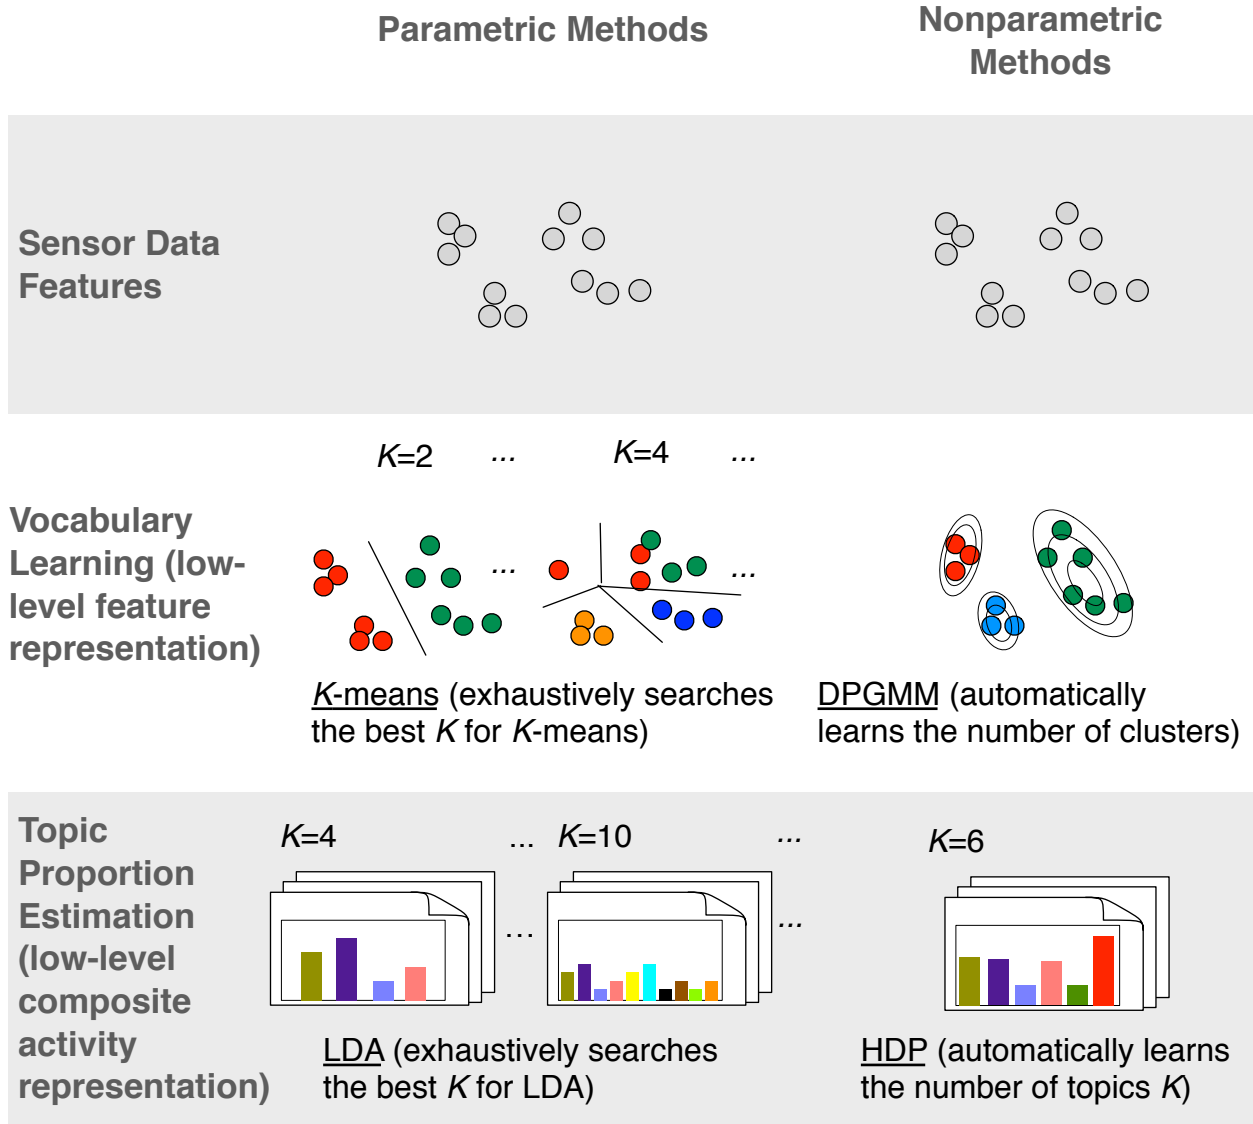 Parametric Methods
Nonparametric
Methods
Sensor Data
Features
K=2 ... K=4 ...
Vocabulary
Learning (low-
level feature
representation)
... ...
K-means (exhaustively searches
the best K for K-means)
DPGMM (automatically
learns the number of clusters)
Topic
Proportion
Estimation
(low-level
composite
activity
representation)
K=4 ... K=10 ...
K=6
... ...
LDA (exhaustively searches
the best K for LDA)
HDP (automatically learns
the number of topics K)